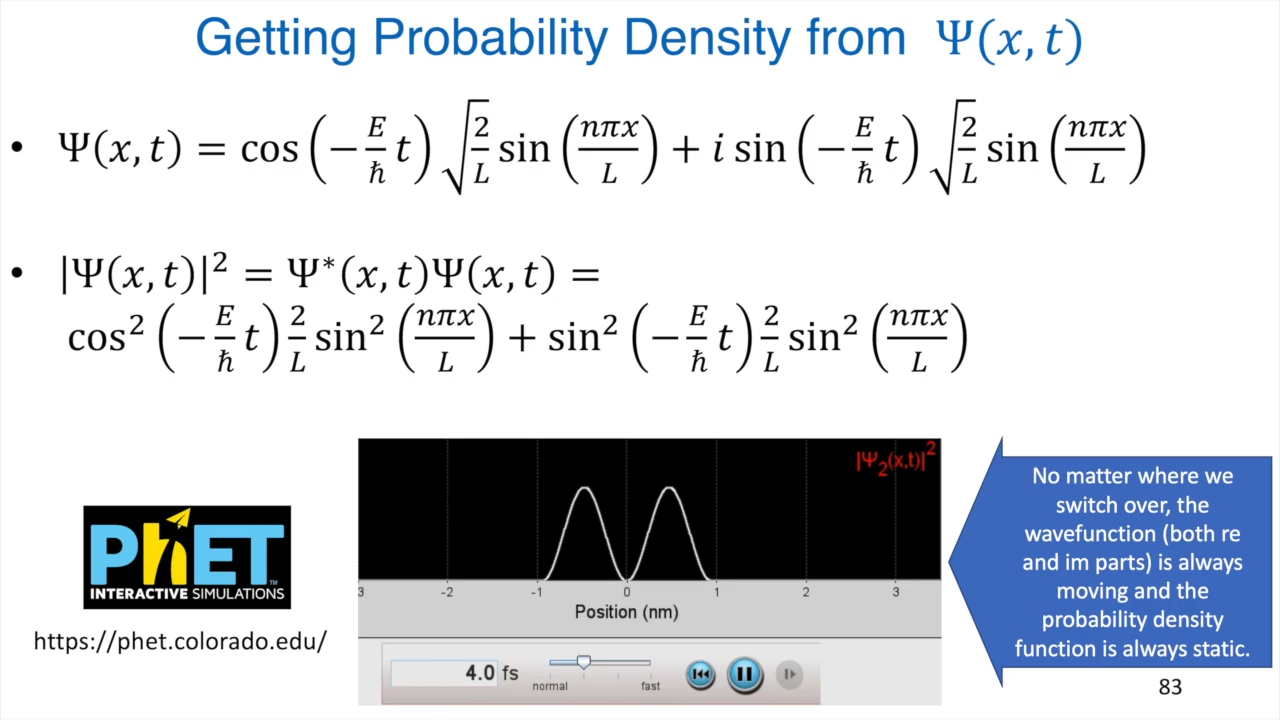 Getting Probability Density from Ψ(x, t)
• Ψ(x, t) = cos(−E/ħ t) √(2/L) sin(nπx/L) + i sin(−E/ħ t) √(2/L) sin(nπx/L)
• |Ψ(x, t)|² = Ψ*(x, t)Ψ(x, t) =
cos²(−E/ħ t) 2/L sin²(nπx/L) + sin²(−E/ħ t) 2/L sin²(nπx/L)
|Ψ₂(x,t)|²
3 -2 -1 0 1 2 3
Position (nm)
4.0 fs
normal fast
PhET
INTERACTIVE SIMULATIONS
https://phet.colorado.edu/
No matter where we
switch over, the
wavefunction (both re
and im parts) is always
moving and the
probability density
function is always static.
83